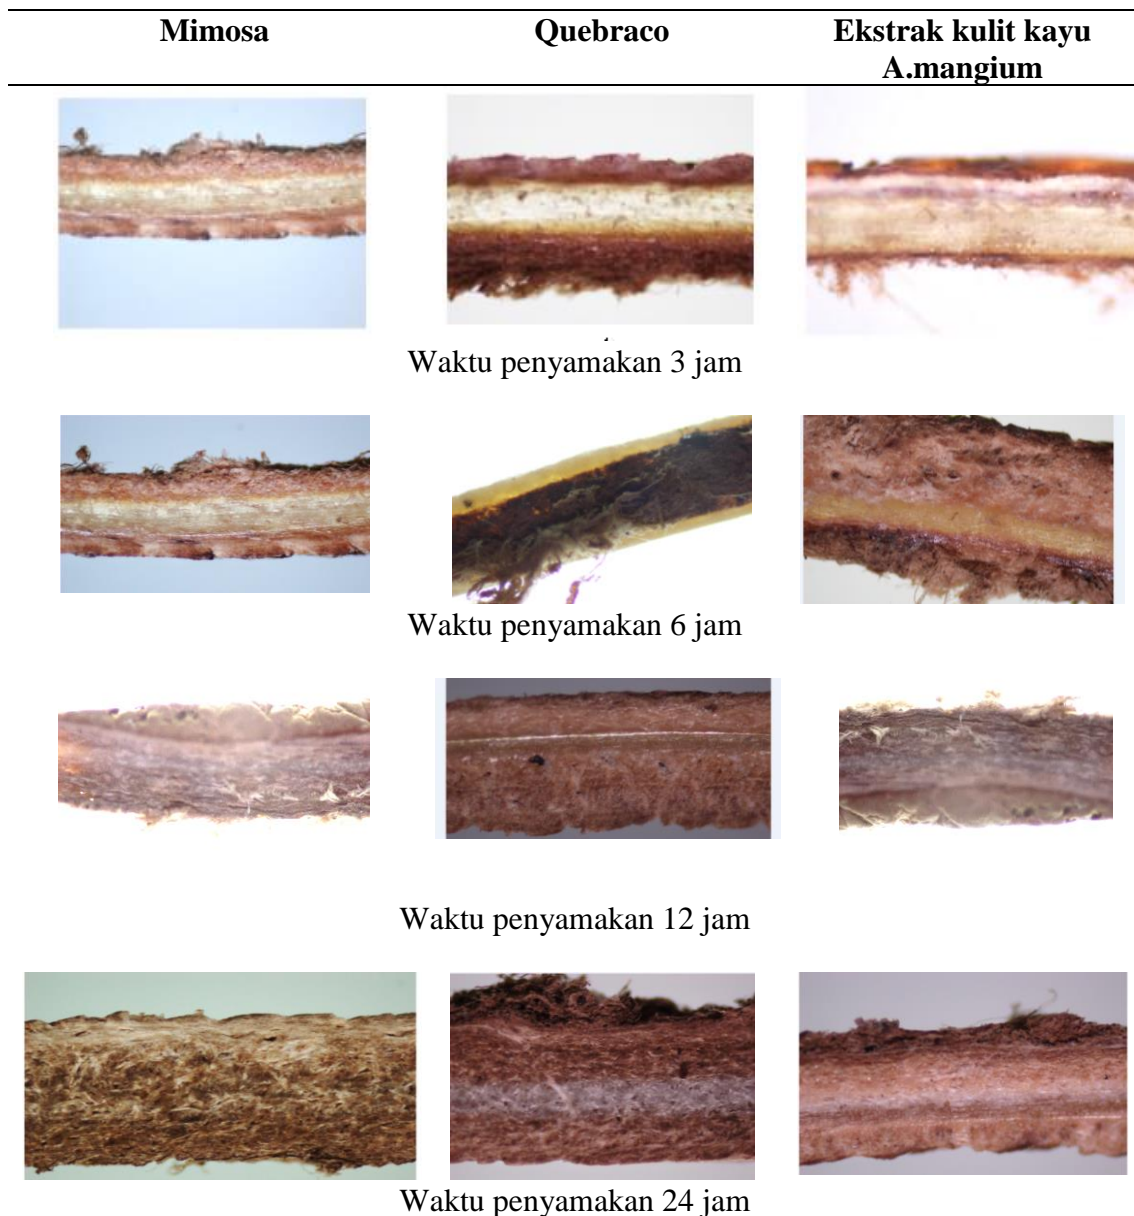 Mimosa Quebraco Ekstrak kulit kayu
A.mangium
Waktu penyamakan 3 jam
Waktu penyamakan 6 jam
Waktu penyamakan 12 jam
Waktu penyamakan 24 jam